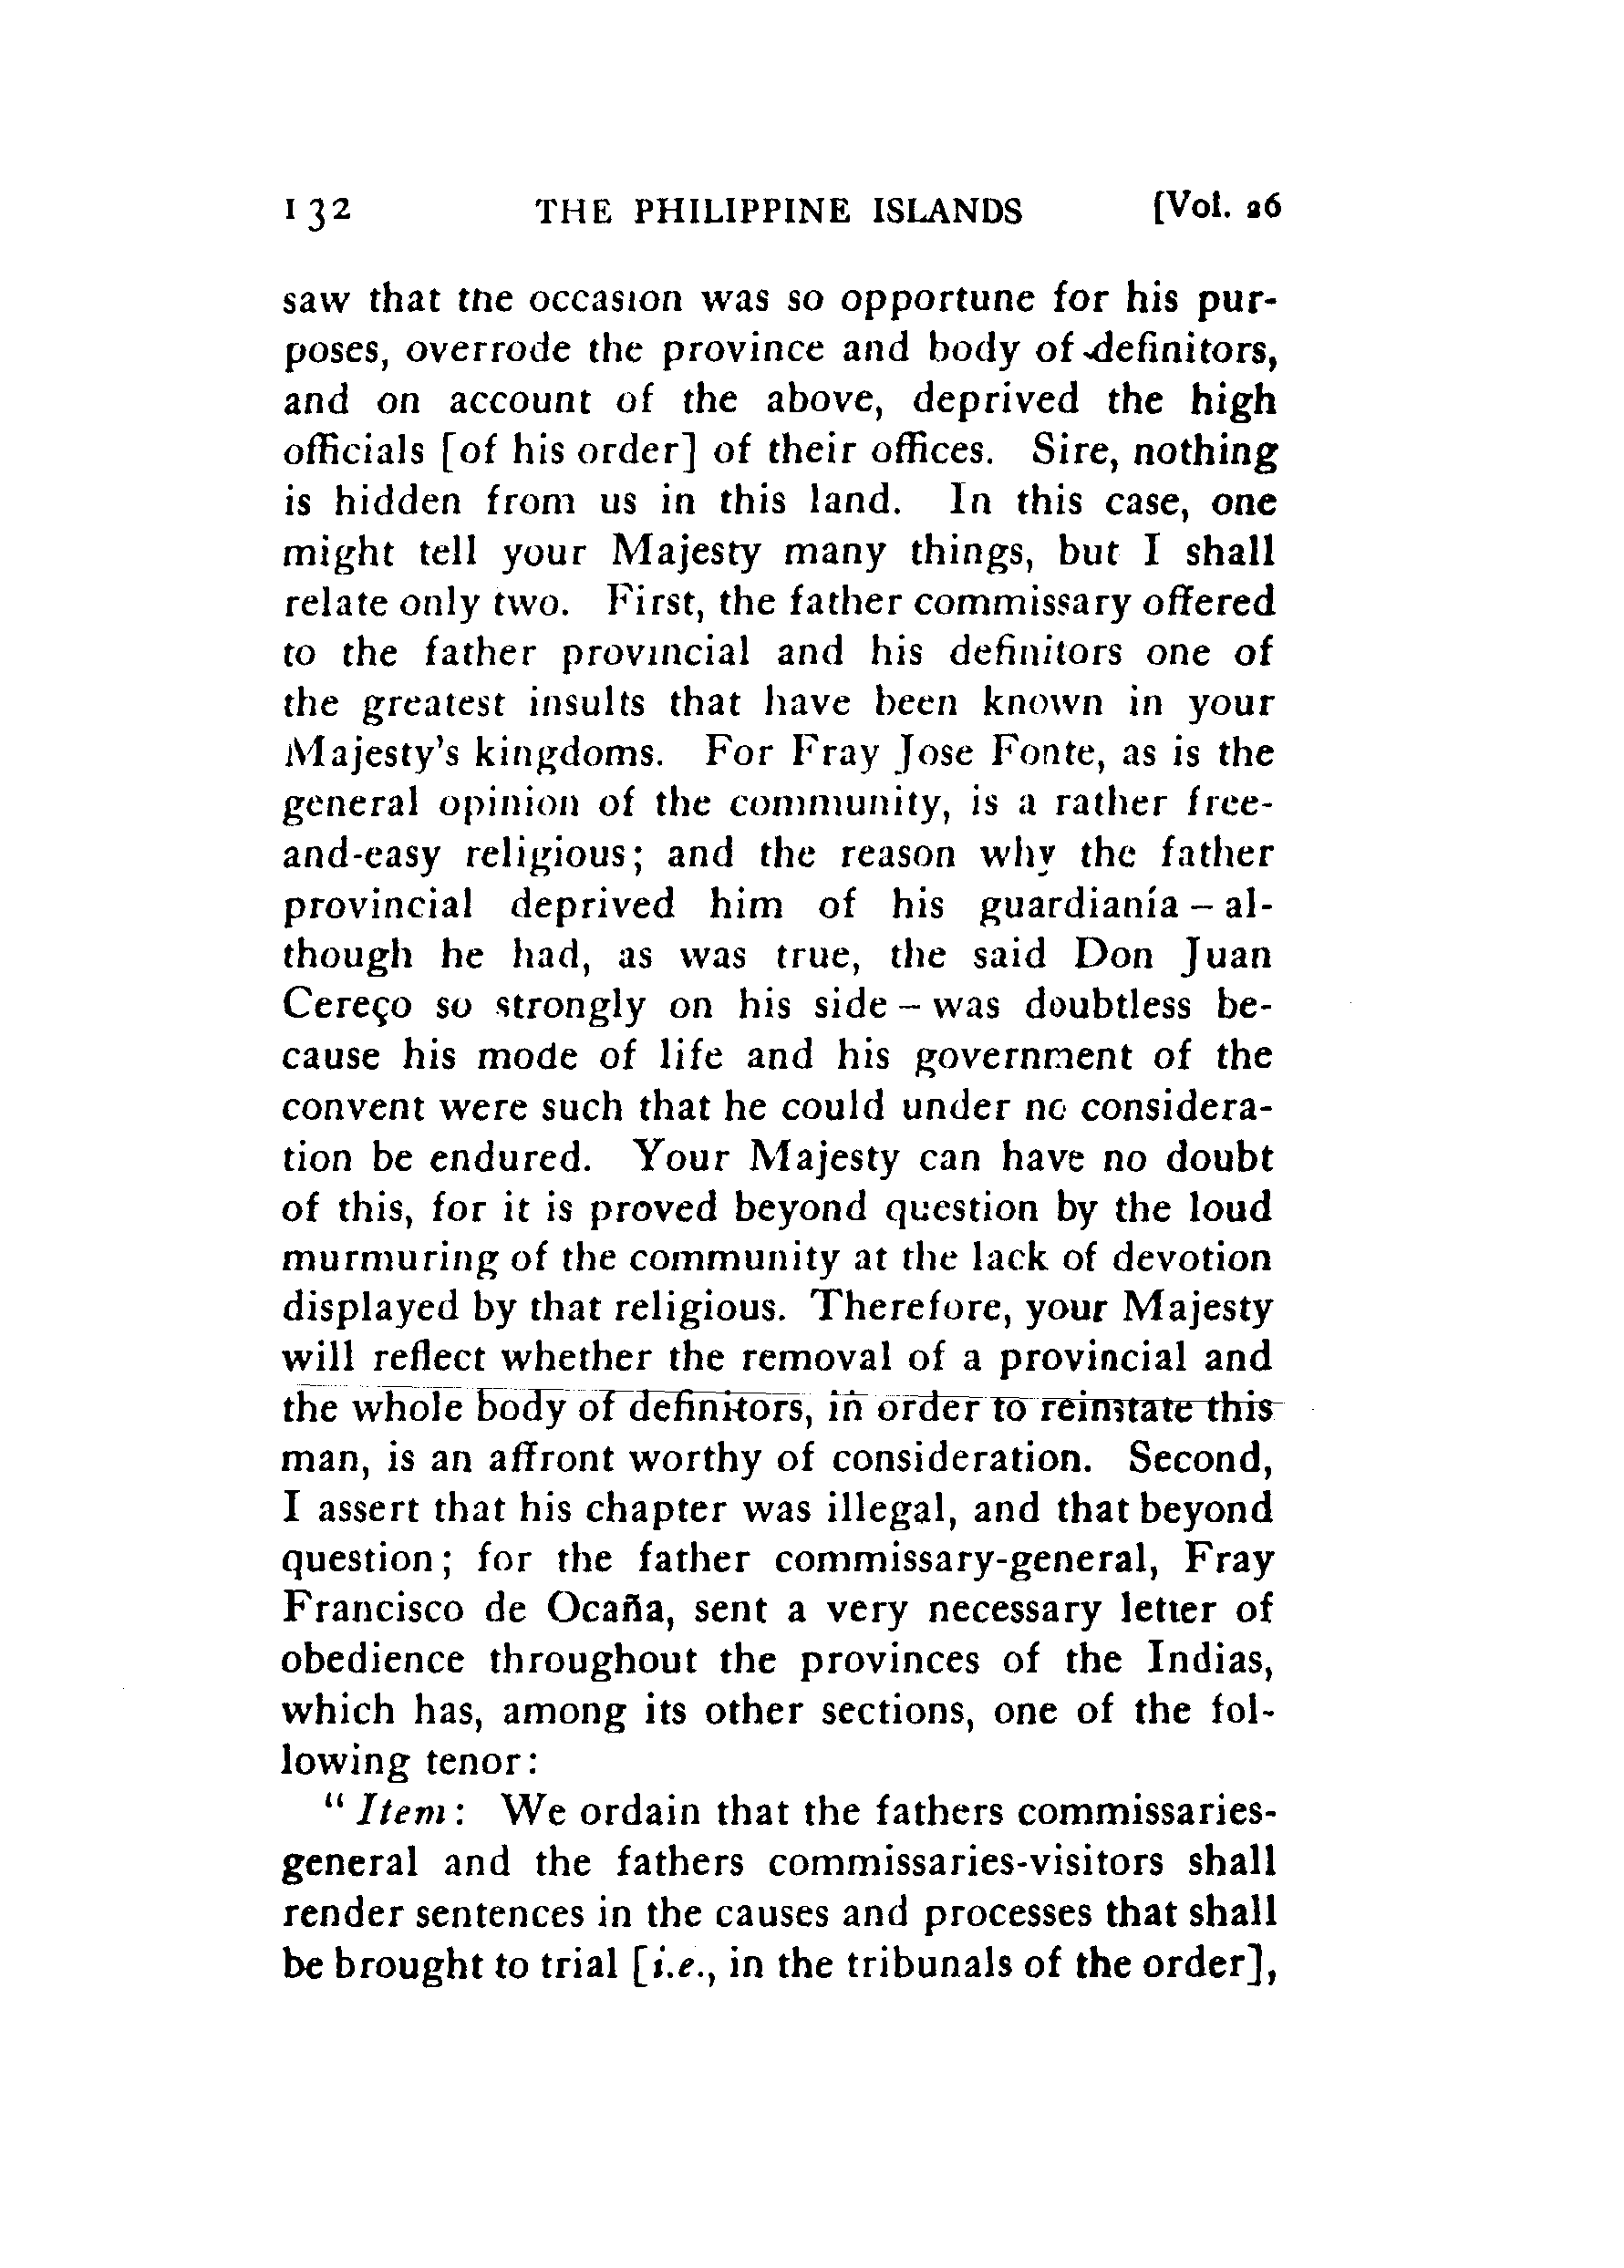 132 THE PHILIPPINE ISLANDS [Vol. 26
saw that the occasion was so opportune for his pur-
poses, overrode the province and body of definitors,
and on account of the above, deprived the high
officials [of his order] of their offices. Sire, nothing
is hidden from us in this land. In this case, one
might tell your Majesty many things, but I shall
relate only two. First, the father commissary offered
to the father provincial and his definitors one of
the greatest insults that have been known in your
Majesty's kingdoms. For Fray Jose Fonte, as is the
general opinion of the community, is a rather free-
and-easy religious; and the reason why the father
provincial deprived him of his guardianía – al-
though he had, as was true, the said Don Juan
Cereço so strongly on his side – was doubtless be-
cause his mode of life and his government of the
convent were such that he could under no considera-
tion be endured. Your Majesty can have no doubt
of this, for it is proved beyond question by the loud
murmuring of the community at the lack of devotion
displayed by that religious. Therefore, your Majesty
will reflect whether the removal of a provincial and
the whole body of definitors, in order to reinstate this
man, is an affront worthy of consideration. Second,
I assert that his chapter was illegal, and that beyond
question; for the father commissary-general, Fray
Francisco de Ocaña, sent a very necessary letter of
obedience throughout the provinces of the Indias,
which has, among its other sections, one of the fol-
lowing tenor:
" Item: We ordain that the fathers commissaries-
general and the fathers commissaries-visitors shall
render sentences in the causes and processes that shall
be brought to trial [i.e., in the tribunals of the order],